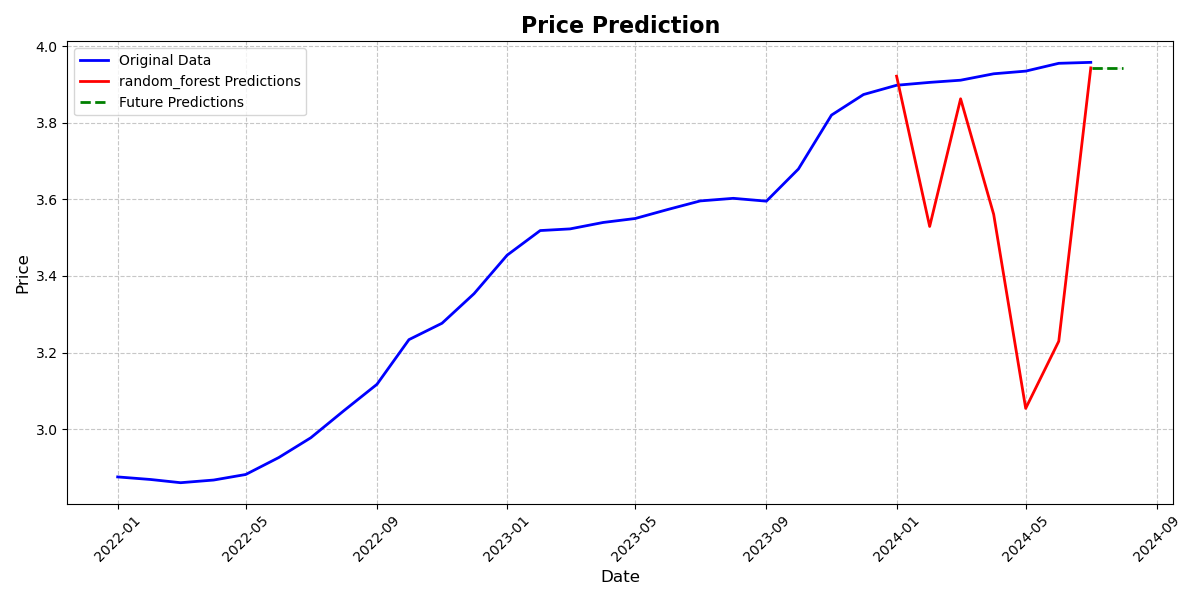 Price Prediction
Original Data
random_forest Predictions
Future Predictions
Price
4.0
3.8
3.6
3.4
3.2
3.0
2022-01
2022-05
2022-09
2023-01
2023-05
2023-09
2024-01
2024-05
2024-09
Date